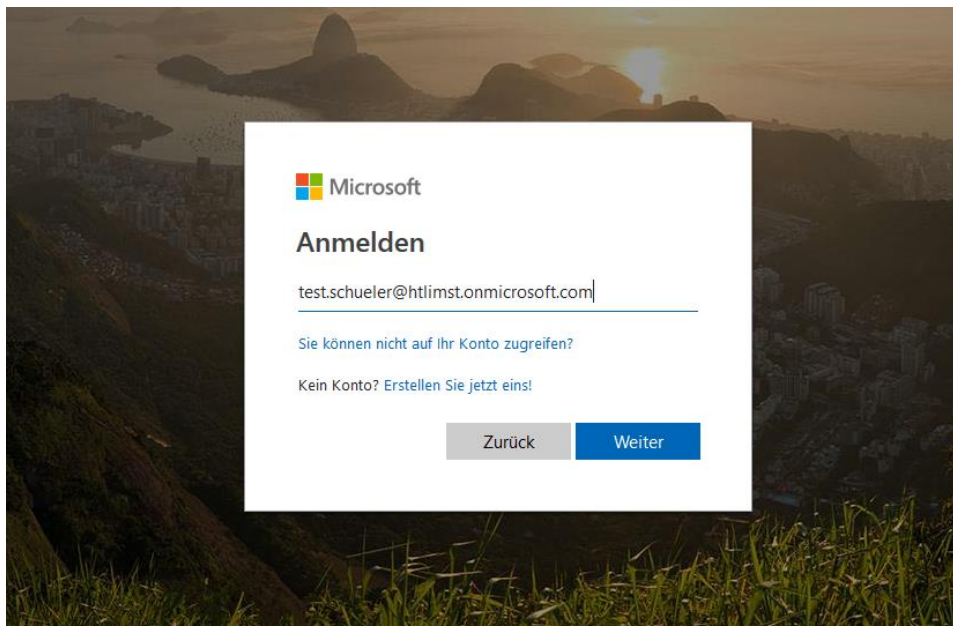 Microsoft
Anmelden
test.schueler@htlimst.onmicrosoft.com
Sie können nicht auf Ihr Konto zugreifen?
Kein Konto? Erstellen Sie jetzt eins!
Zurück Weiter